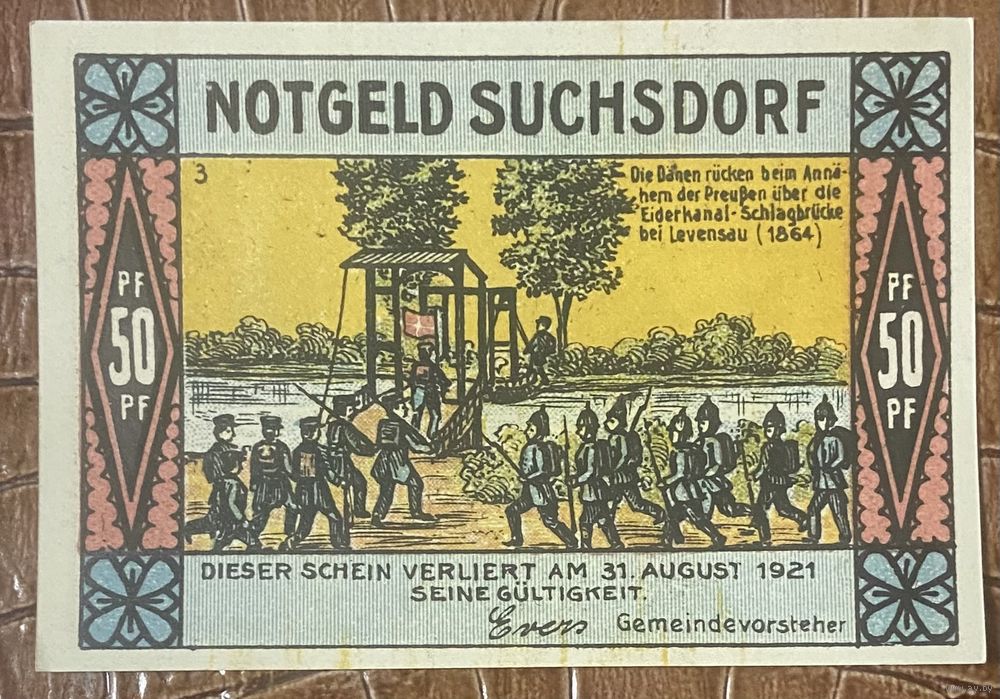 NOTGELD SUCHSDORF
3
Die Dänen rücken beim Annä-
hern der Preußen über die
Eiderkanal-Schlagbrücke
bei Levensau (1864)
PF
50
PF
PF
50
PF
DIESER SCHEIN VERLIERT AM 31. AUGUST 1921
SEINE GÜLTIGKEIT.
Evers Gemeindevorsteher